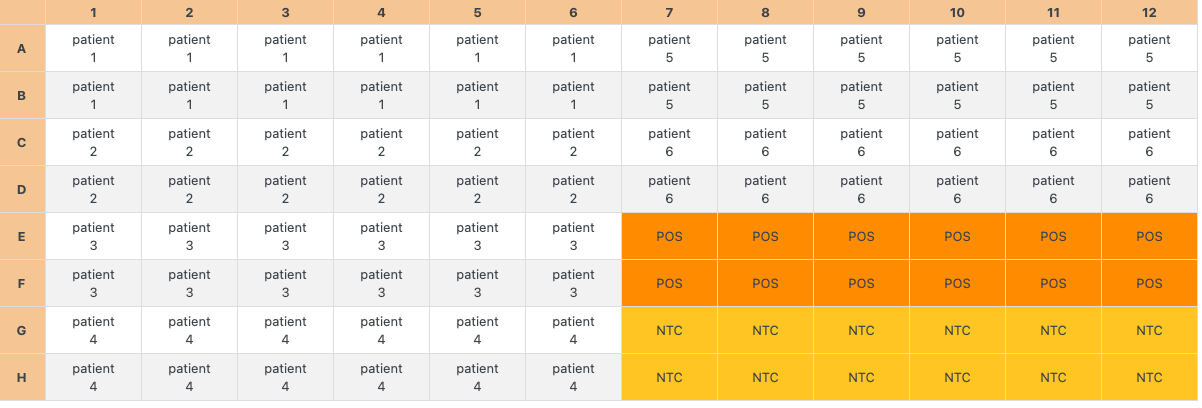 1 2 3 4 5 6 7 8 9 10 11 12
A patient 1 patient 1 patient 1 patient 1 patient 1 patient 1 patient 5 patient 5 patient 5 patient 5 patient 5 patient 5
B patient 1 patient 1 patient 1 patient 1 patient 1 patient 1 patient 5 patient 5 patient 5 patient 5 patient 5 patient 5
C patient 2 patient 2 patient 2 patient 2 patient 2 patient 2 patient 6 patient 6 patient 6 patient 6 patient 6 patient 6
D patient 2 patient 2 patient 2 patient 2 patient 2 patient 2 patient 6 patient 6 patient 6 patient 6 patient 6 patient 6
E patient 3 patient 3 patient 3 patient 3 patient 3 patient 3 POS POS POS POS POS POS
F patient 3 patient 3 patient 3 patient 3 patient 3 patient 3 POS POS POS POS POS POS
G patient 4 patient 4 patient 4 patient 4 patient 4 patient 4 NTC NTC NTC NTC NTC NTC
H patient 4 patient 4 patient 4 patient 4 patient 4 patient 4 NTC NTC NTC NTC NTC NTC